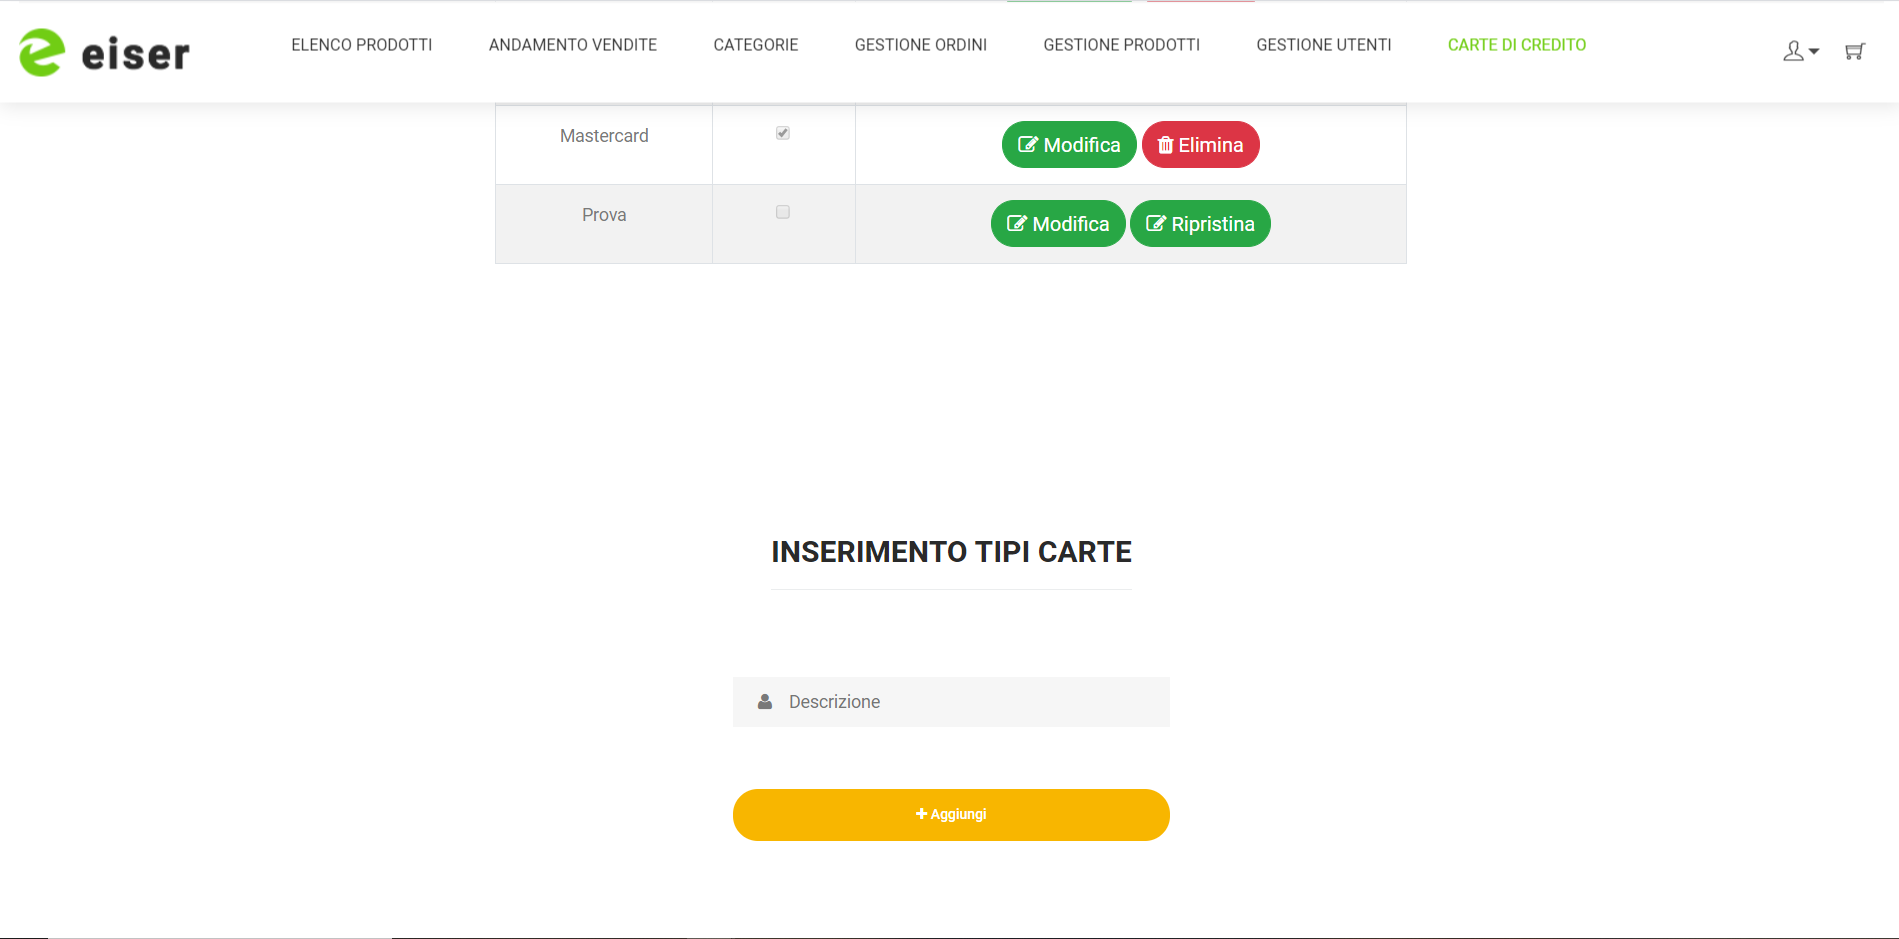 eiser ELENCO PRODOTTI ANDAMENTO VENDITE CATEGORIE GESTIONE ORDINI GESTIONE PRODOTTI GESTIONE UTENTI CARTE DI CREDITO
Mastercard Modifica Elimina
Prova Modifica Ripristina
INSERIMENTO TIPI CARTE
Descrizione
Aggiungi